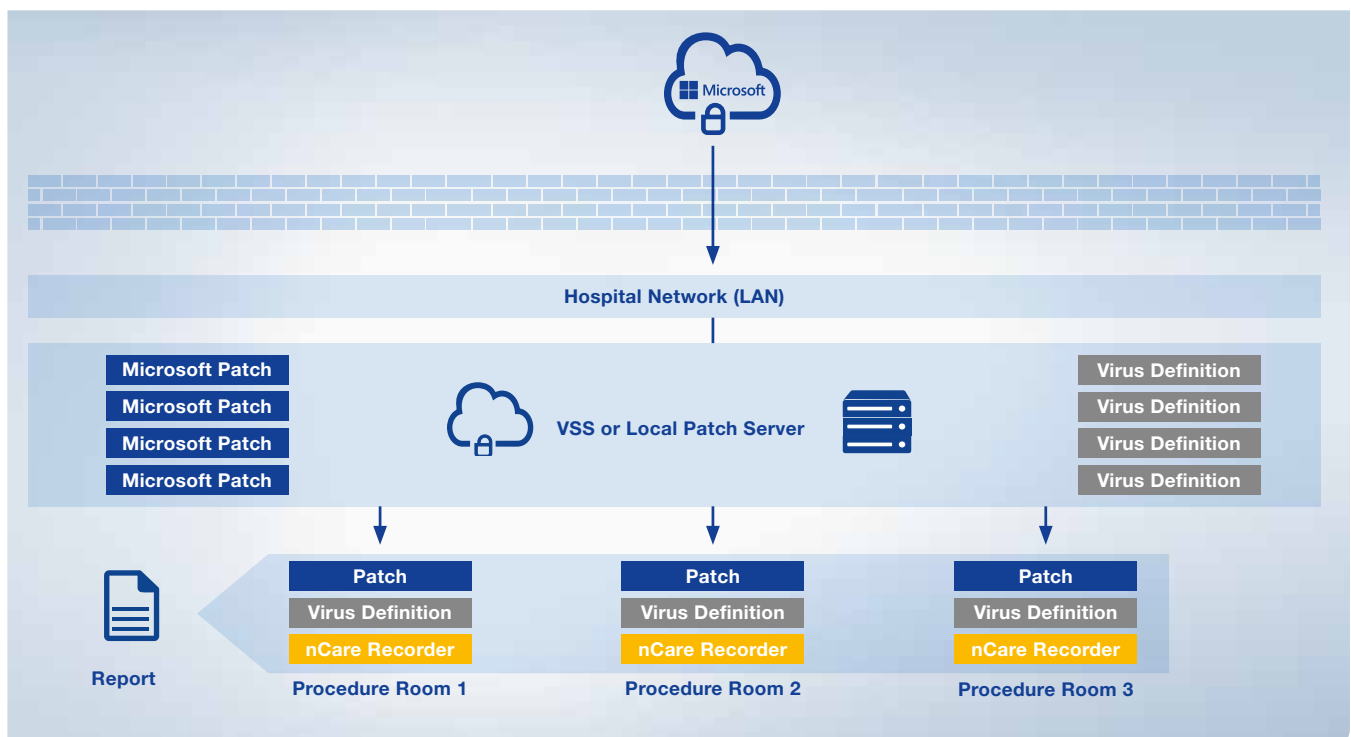 Microsoft
Hospital Network (LAN)
Microsoft Patch
Microsoft Patch
Microsoft Patch
Microsoft Patch
VSS or Local Patch Server
Virus Definition
Virus Definition
Virus Definition
Virus Definition
Report
Patch
Virus Definition
nCare Recorder
Procedure Room 1
Patch
Virus Definition
nCare Recorder
Procedure Room 2
Patch
Virus Definition
nCare Recorder
Procedure Room 3